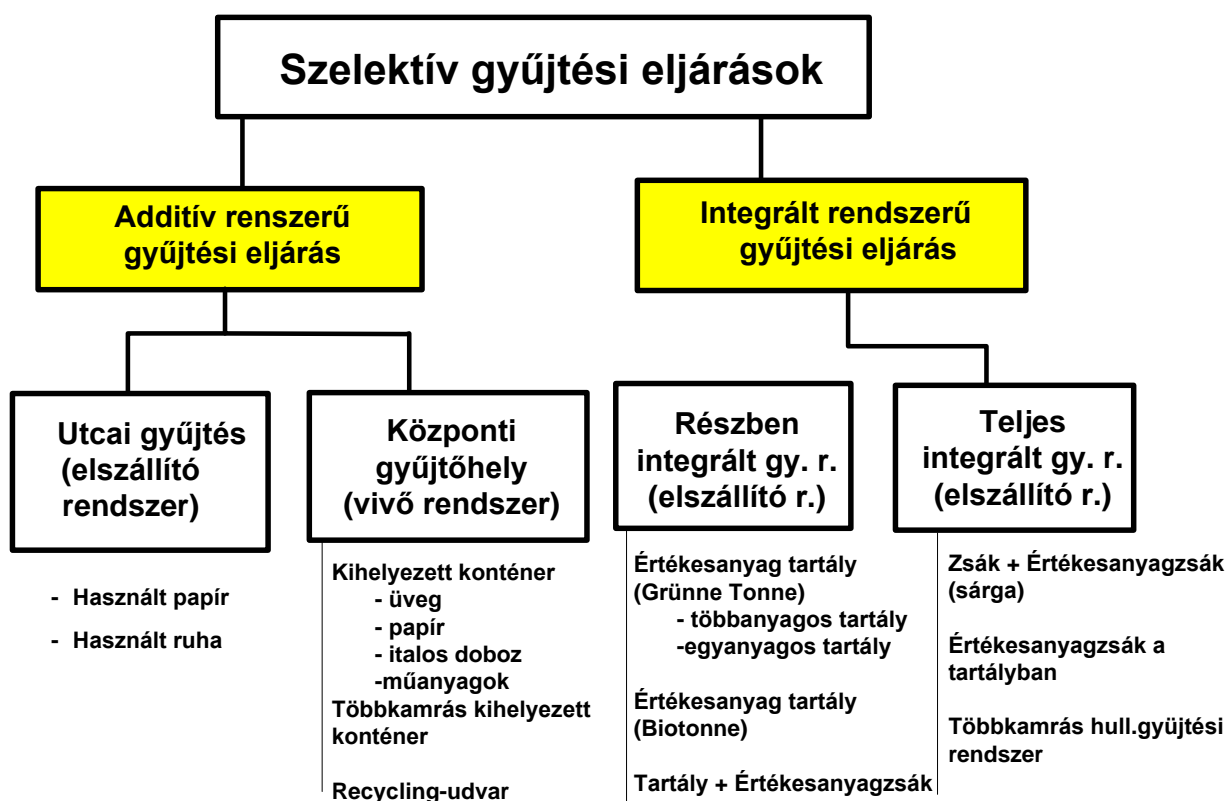 Szelektív gyűjtési eljárások
Additív renszerű
gyűjtési eljárás
Integrált rendszerű
gyűjtési eljárás
Utcai gyűjtés
(elszállító
rendszer)
Központi
gyűjtőhely
(vivő rendszer)
Részben
integrált gy. r.
(elszállító r.)
Teljes
integrált gy. r.
(elszállító r.)
- Használt papír
- Használt ruha
Kihelyezett konténer
- üveg
- papír
- italos doboz
-műanyagok
Többkamrás kihelyezett
konténer
Recycling-udvar
Értékesanyag tartály
(Grünne Tonne)
- többanyagos tartály
-egyanyagos tartály
Értékesanyag tartály
(Biotonne)
Tartály + Értékesanyagzsák
Zsák + Értékesanyagzsák
(sárga)
Értékesanyagzsák a
tartályban
Többkamrás hull.gyüjtési
rendszer